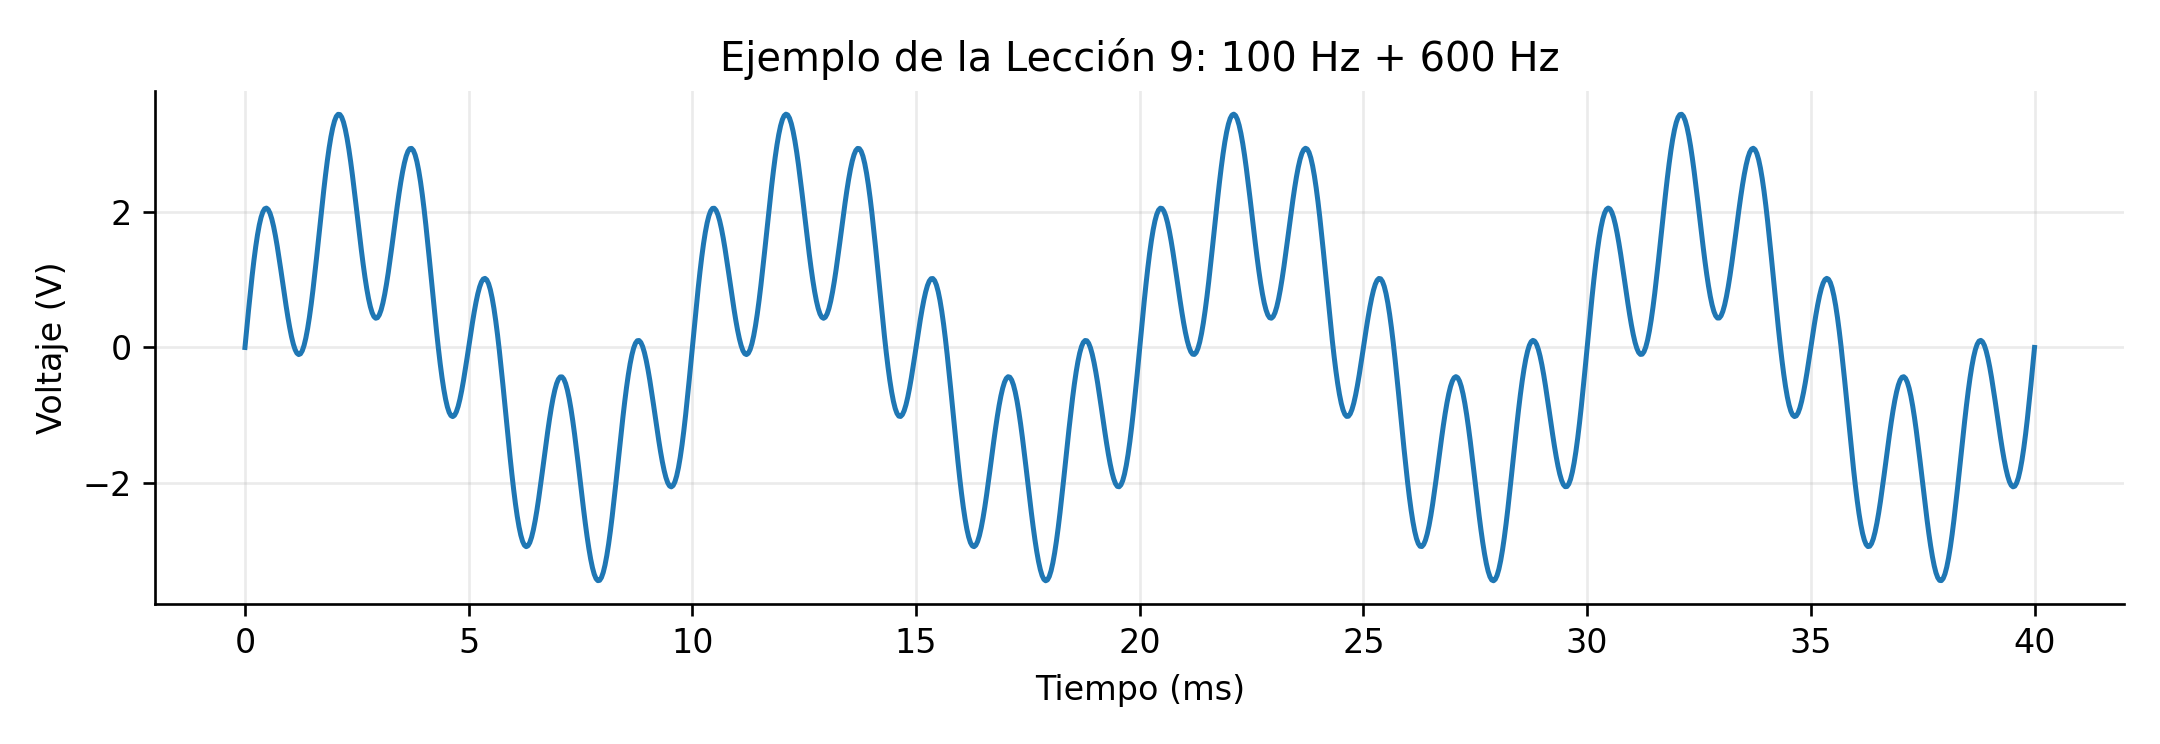 Ejemplo de la Lección 9: 100 Hz + 600 Hz
Voltaje (V)
2
0
−2
0 5 10 15 20 25 30 35 40
Tiempo (ms)